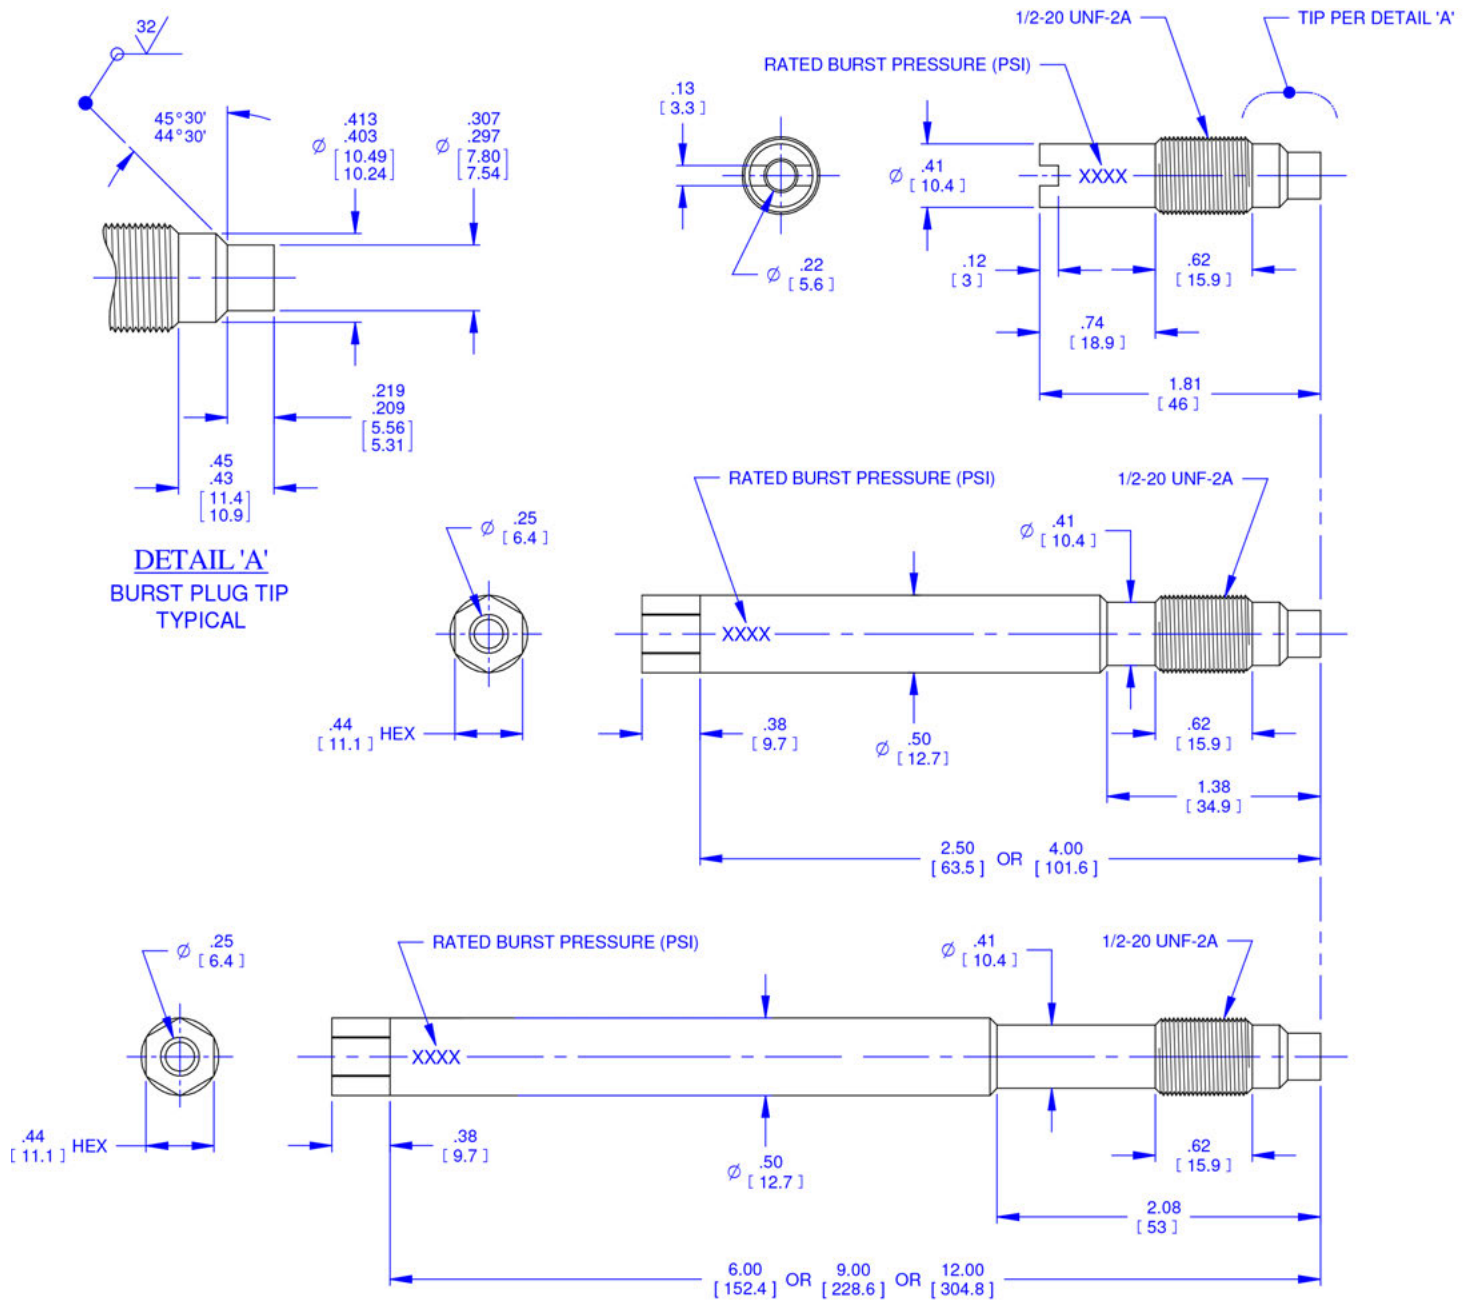 32
45°30'
44°30'
Ø .413
.403
[ 10.49 ]
[ 10.24 ]
Ø .307
.297
[ 7.80 ]
[ 7.54 ]
.219
.209
[ 5.56 ]
[ 5.31 ]
.45
.43
[ 11.4 ]
[ 10.9 ]
DETAIL 'A'
BURST PLUG TIP
TYPICAL
1/2-20 UNF-2A
TIP PER DETAIL 'A'
RATED BURST PRESSURE (PSI)
.13
[ 3.3 ]
Ø .41
[ 10.4 ]
XXXX
Ø .22
[ 5.6 ]
.12
[ 3 ]
.62
[ 15.9 ]
.74
[ 18.9 ]
1.81
[ 46 ]
RATED BURST PRESSURE (PSI)
1/2-20 UNF-2A
Ø .25
[ 6.4 ]
Ø .41
[ 10.4 ]
XXXX
.44
[ 11.1 ] HEX
.38
[ 9.7 ]
Ø .50
[ 12.7 ]
.62
[ 15.9 ]
1.38
[ 34.9 ]
2.50 OR 4.00
[ 63.5 ] [ 101.6 ]
Ø .25
[ 6.4 ]
RATED BURST PRESSURE (PSI)
Ø .41
[ 10.4 ]
1/2-20 UNF-2A
XXXX
.44
[ 11.1 ] HEX
.38
[ 9.7 ]
Ø .50
[ 12.7 ]
.62
[ 15.9 ]
2.08
[ 53 ]
6.00 OR 9.00 OR 12.00
[ 152.4 ] [ 228.6 ] [ 304.8 ]